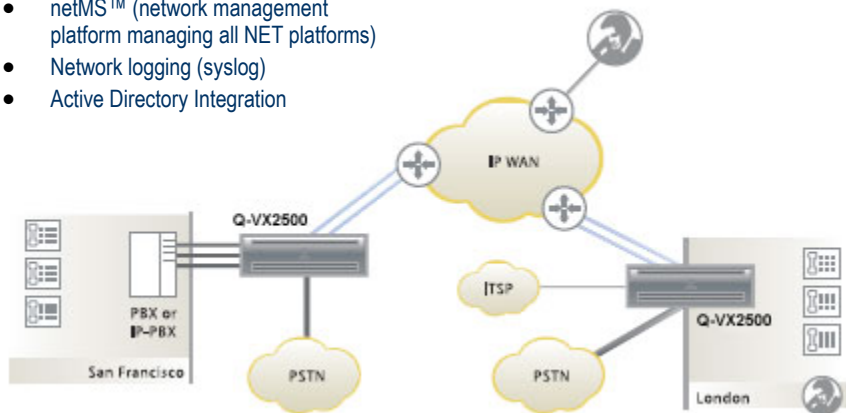 • netMS™ (network management
platform managing all NET platforms)
• Network logging (syslog)
• Active Directory Integration
IP WAN
Q-VX2500
ITSP
PBX or
IP-PBX
Q-VX2500
San Francisco
PSTN
PSTN
London